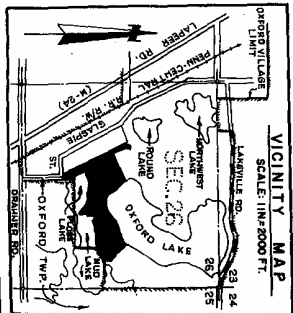 VICINITY MAP
SCALE: 1 IN.= 2000 FT.
OXFORD VILLAGE
LIMIT
LAPEER
RD.
(M-24)
PENN-CENTRAL
R.R. R/W.
GLASPIE
ST.
LAKEVILLE RD.
23
24
26
25
LAKE
ROUND
LAKE
SEC. 26
OXFORD LAKE
LAKE
MUD
LAKE
OXFORD TWP.
DRAHNER RD.